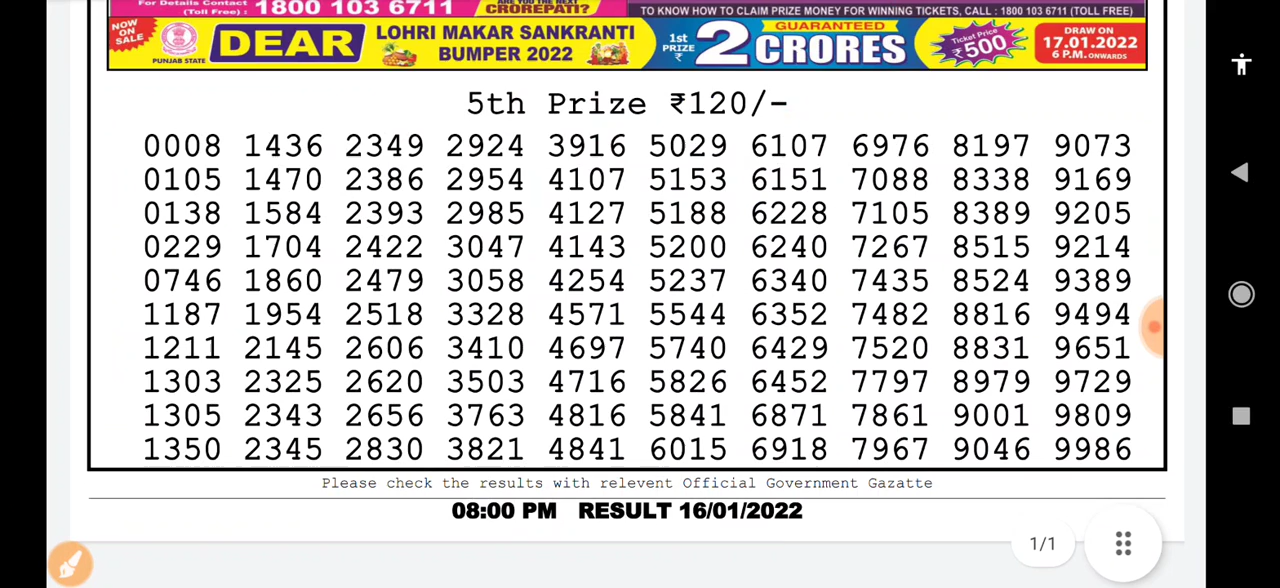 For Details Contact (Toll Free) : 1800 103 6711
ARE YOU THE NEXT CROREPATI?
TO KNOW HOW TO CLAIM PRIZE MONEY FOR WINNING TICKETS, CALL : 1800 103 6711 (TOLL FREE)
NOW ON SALE
PUNJAB STATE
DEAR
LOHRI MAKAR SANKRANTI
BUMPER 2022
1st PRIZE ₹
2
GUARANTEED
CRORES
Ticket Price
₹500
DRAW ON
17.01.2022
6 P.M. ONWARDS
5th Prize ₹120/-
0008 1436 2349 2924 3916 5029 6107 6976 8197 9073
0105 1470 2386 2954 4107 5153 6151 7088 8338 9169
0138 1584 2393 2985 4127 5188 6228 7105 8389 9205
0229 1704 2422 3047 4143 5200 6240 7267 8515 9214
0746 1860 2479 3058 4254 5237 6340 7435 8524 9389
1187 1954 2518 3328 4571 5544 6352 7482 8816 9494
1211 2145 2606 3410 4697 5740 6429 7520 8831 9651
1303 2325 2620 3503 4716 5826 6452 7797 8979 9729
1305 2343 2656 3763 4816 5841 6871 7861 9001 9809
1350 2345 2830 3821 4841 6015 6918 7967 9046 9986
Please check the results with relevent Official Government Gazatte
08:00 PM RESULT 16/01/2022
1/1